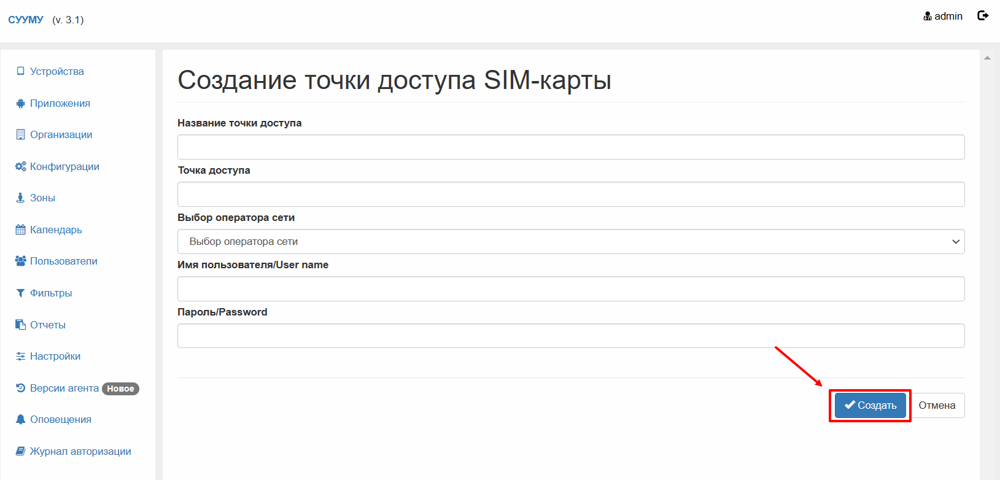 СУУМУ (v. 3.1)
admin
Устройства
Приложения
Организации
Конфигурации
Зоны
Календарь
Пользователи
Фильтры
Отчеты
Настройки
Версии агента Новое
Оповещения
Журнал авторизации
Создание точки доступа SIM-карты
Название точки доступа
Точка доступа
Выбор оператора сети
Выбор оператора сети
Имя пользователя/User name
Пароль/Password
Создать
Отмена